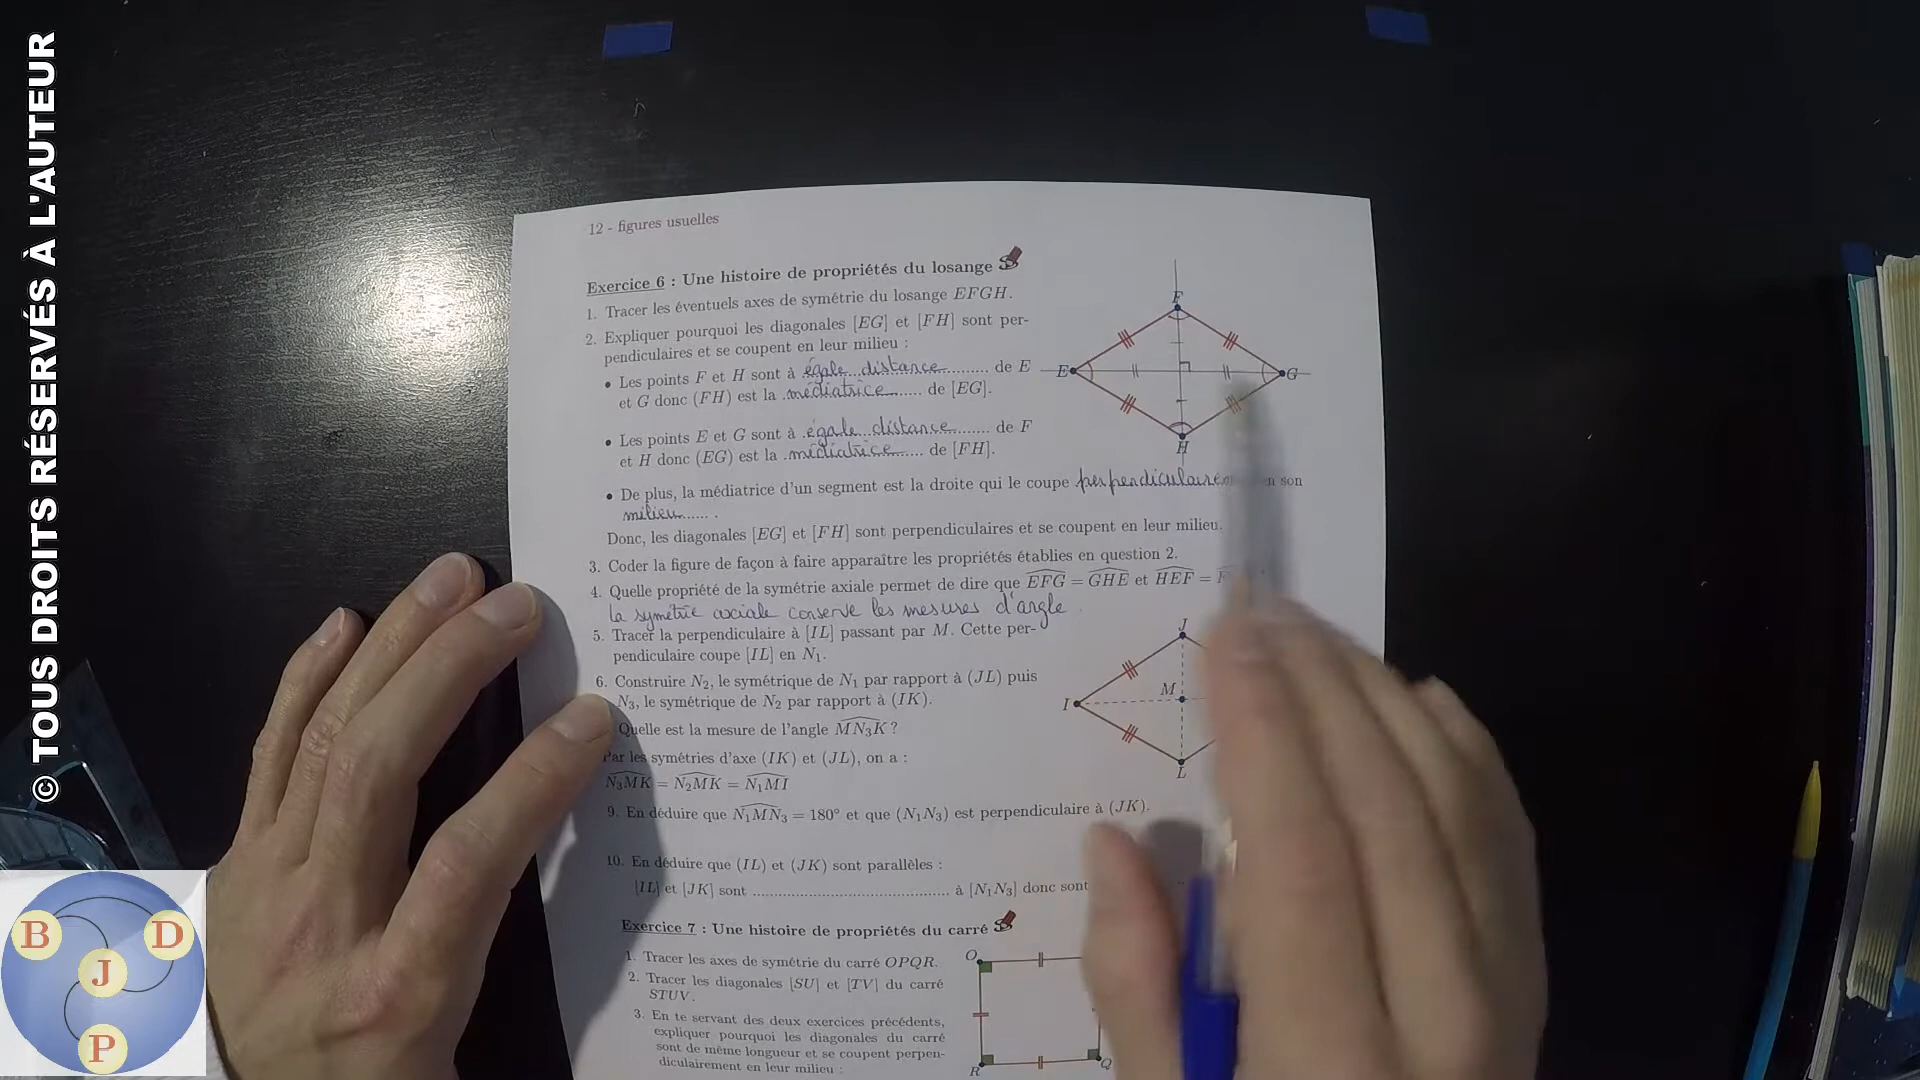 © TOUS DROITS RÉSERVÉS À L'AUTEUR
12 - figures usuelles
Exercice 6 : Une histoire de propriétés du losange
1. Tracer les éventuels axes de symétrie du losange EFGH.
2. Expliquer pourquoi les diagonales [EG] et [FH] sont per-
pendiculaires et se coupent en leur milieu :
• Les points F et H sont à égale distance de E
et G donc (FH) est la médiatrice de [EG].
• Les points E et G sont à égale distance de F
et H donc (EG) est la médiatrice de [FH].
• De plus, la médiatrice d'un segment est la droite qui le coupe perpendiculairement en son
milieu .
Donc, les diagonales [EG] et [FH] sont perpendiculaires et se coupent en leur milieu.
3. Coder la figure de façon à faire apparaître les propriétés établies en question 2.
4. Quelle propriété de la symétrie axiale permet de dire que EFG = GHE et HEF =
la symétrie axiale conserve les mesures d'angle.
5. Tracer la perpendiculaire à [IL] passant par M. Cette per-
pendiculaire coupe [IL] en N₁.
6. Construire N₂, le symétrique de N₁ par rapport à (JL) puis
N₃, le symétrique de N₂ par rapport à (IK).
Quelle est la mesure de l'angle MN₃K ?
Par les symétries d'axe (IK) et (JL), on a :
N₃MK = N₂MK = N₁MI
9. En déduire que N₁MN₃ = 180° et que (N₁N₃) est perpendiculaire à (JK).
10. En déduire que (IL) et (JK) sont parallèles :
[IL] et [JK] sont ............ à [N₁N₃] donc sont
Exercice 7 : Une histoire de propriétés du carré
1. Tracer les axes de symétrie du carré OPQR.
2. Tracer les diagonales [SU] et [TV] du carré
STUV.
3. En te servant des deux exercices précédents,
expliquer pourquoi les diagonales du carré
sont de même longueur et se coupent perpen-
diculairement en leur milieu :
F
E
G
H
J
I
M
L
O
R
Q
B
D
J
P